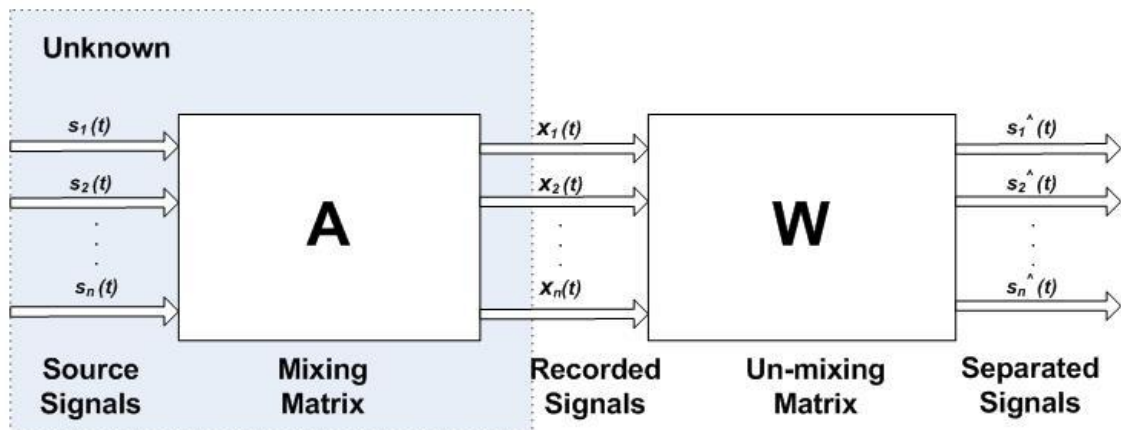 Unknown
s₁(t)
s₂(t)
.
.
.
sₙ(t)
A
x₁(t)
x₂(t)
.
.
.
xₙ(t)
W
s₁^(t)
s₂^(t)
.
.
.
sₙ^(t)
Source
Signals
Mixing
Matrix
Recorded
Signals
Un-mixing
Matrix
Separated
Signals